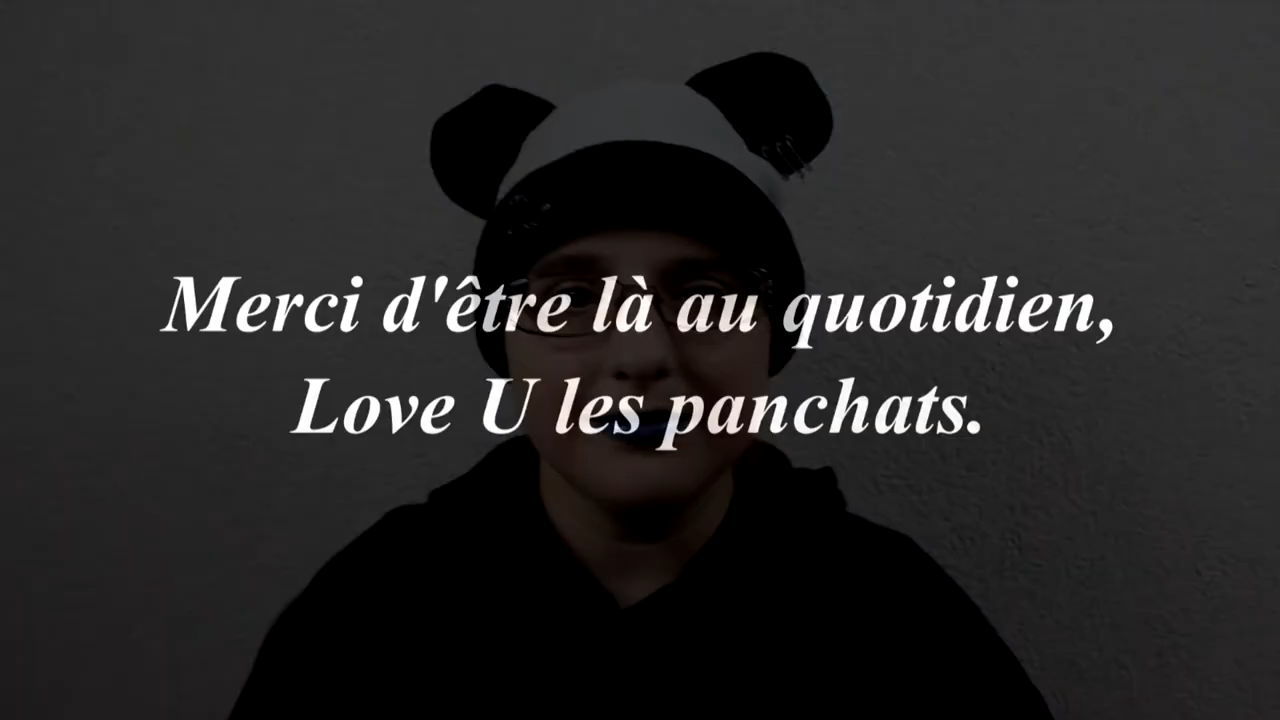 Merci d'être là au quotidien,
Love U les panchats.